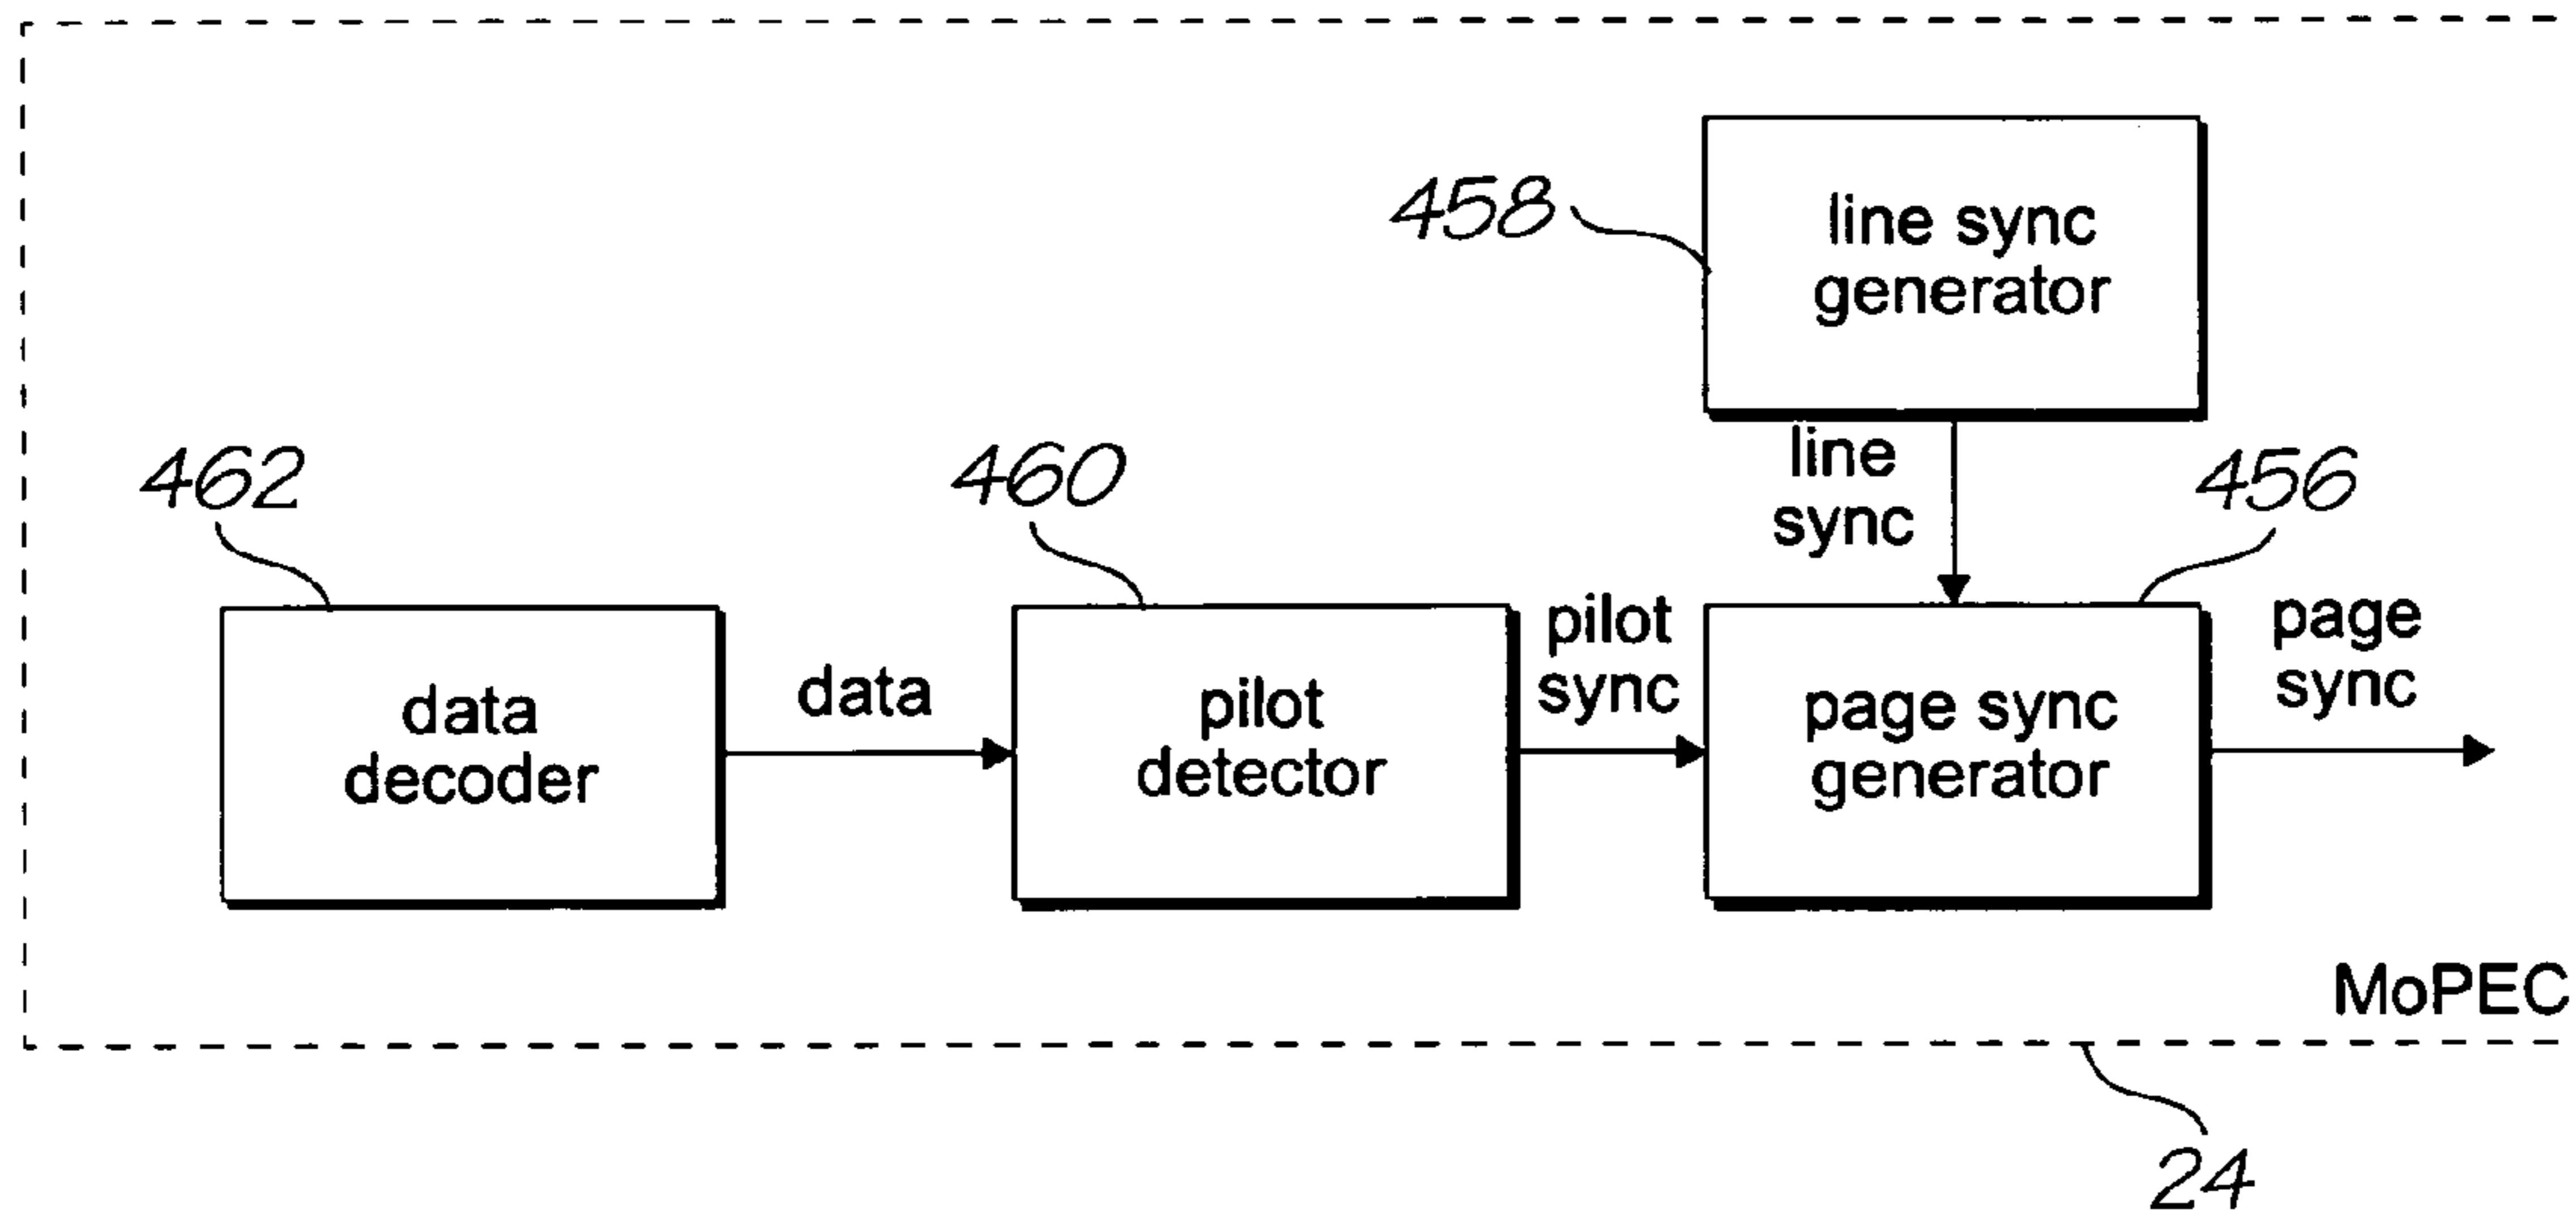 458
line sync
generator
line
sync
462
460
456
data
decoder
data
pilot
detector
pilot
sync
page sync
generator
page
sync
MoPEC
24